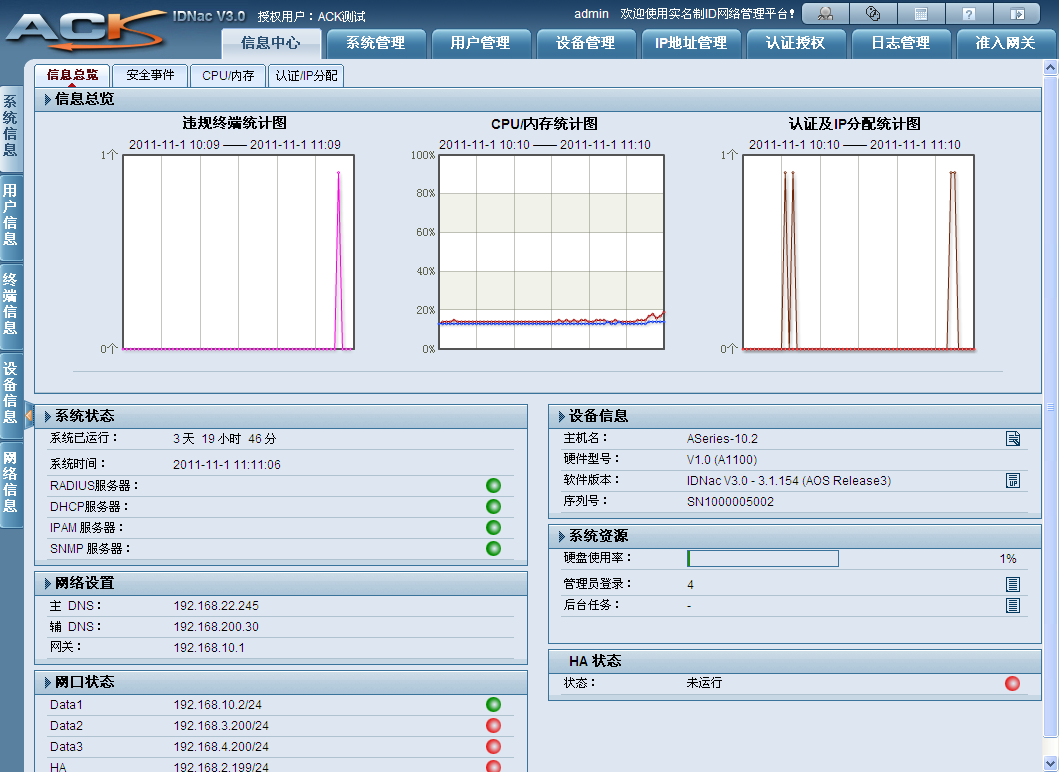 ACK IDNac V3.0 授权用户：ACK测试
admin 欢迎使用实名制ID网络管理平台！
信息中心 系统管理 用户管理 设备管理 IP地址管理 认证授权 日志管理 准入网关
信息总览 安全事件 CPU/内存 认证/IP分配
系统信息
用户信息
终端信息
设备信息
网络信息
信息总览
违规终端统计图
2011-11-1 10:09 —— 2011-11-1 11:09
1个
0个
CPU/内存统计图
2011-11-1 10:10 —— 2011-11-1 11:10
100%
80%
60%
40%
20%
0%
认证及IP分配统计图
2011-11-1 10:10 —— 2011-11-1 11:10
1个
0个
系统状态
系统已运行： 3 天 19 小时 46 分
系统时间： 2011-11-1 11:11:06
RADIUS服务器：
DHCP服务器：
IPAM 服务器：
SNMP 服务器：
网络设置
主 DNS： 192.168.22.245
辅 DNS： 192.168.200.30
网关： 192.168.10.1
网口状态
Data1 192.168.10.2/24
Data2 192.168.3.200/24
Data3 192.168.4.200/24
HA 192.168.2.199/24
设备信息
主机名： ASeries-10.2
硬件型号： V1.0 (A1100)
软件版本： IDNac V3.0 - 3.1.154 (AOS Release3)
序列号： SN1000005002
系统资源
硬盘使用率： 1%
管理员登录： 4
后台任务： -
HA 状态
状态： 未运行